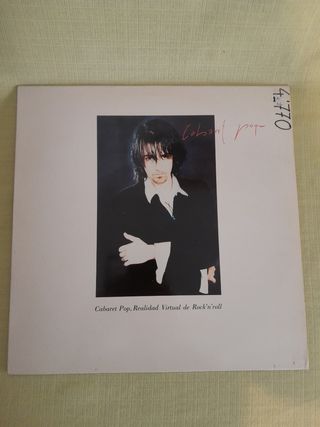 Cabaret pop
4'770
Cabaret Pop, Realidad Virtual de Rock'n'roll